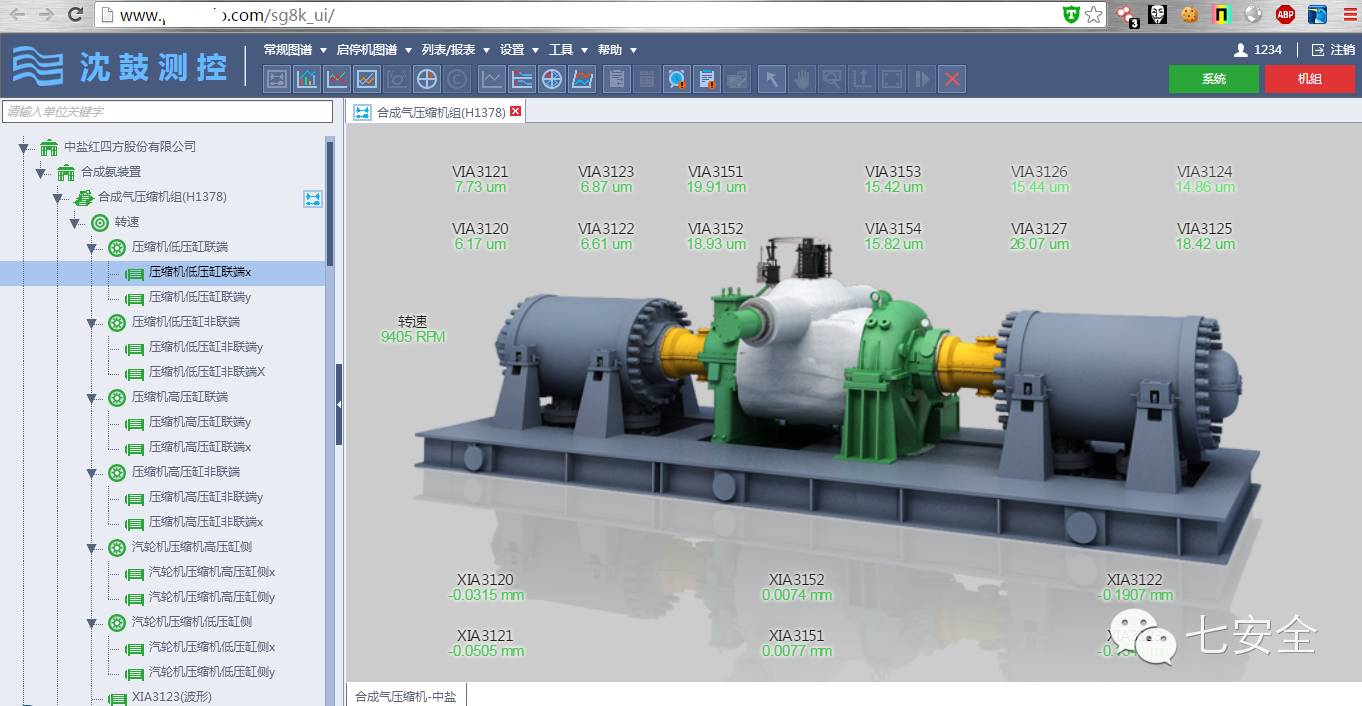 .com/sg8k_ui/
www.
3
ABP
沈鼓测控
常规图谱 启停机图谱 列表/报表 设置 工具 帮助
1234 注销
系统 机组
请输入单位关键字
合成气压缩机组(H1378)
中盐红四方股份有限公司
合成氨装置
合成气压缩机组(H1378)
转速
压缩机低压缸联端
压缩机低压缸联端x
压缩机低压缸联端y
压缩机低压缸非联端
压缩机低压缸非联端y
压缩机低压缸非联端X
压缩机高压缸联端
压缩机高压缸联端y
压缩机高压缸联端x
压缩机高压缸非联端
压缩机高压缸非联端y
压缩机高压缸非联端x
汽轮机压缩机高压缸侧
汽轮机压缩机高压缸侧x
汽轮机压缩机高压缸侧y
汽轮机压缩机低压缸侧
汽轮机压缩机低压缸侧x
汽轮机压缩机低压缸侧y
XIA3123(波形)
VIA3121 VIA3123 VIA3151 VIA3153 VIA3126 VIA3124
7.73 um 6.87 um 19.91 um 15.42 um 15.44 um 14.86 um
VIA3120 VIA3122 VIA3152 VIA3154 VIA3127 VIA3125
6.17 um 6.61 um 18.93 um 15.82 um 26.07 um 18.42 um
转速
9405 RPM
XIA3120 XIA3152 XIA3122
-0.0315 mm 0.0074 mm -0.1907 mm
XIA3121 XIA3151
-0.0505 mm 0.0077 mm
七安全
合成气压缩机-中盐